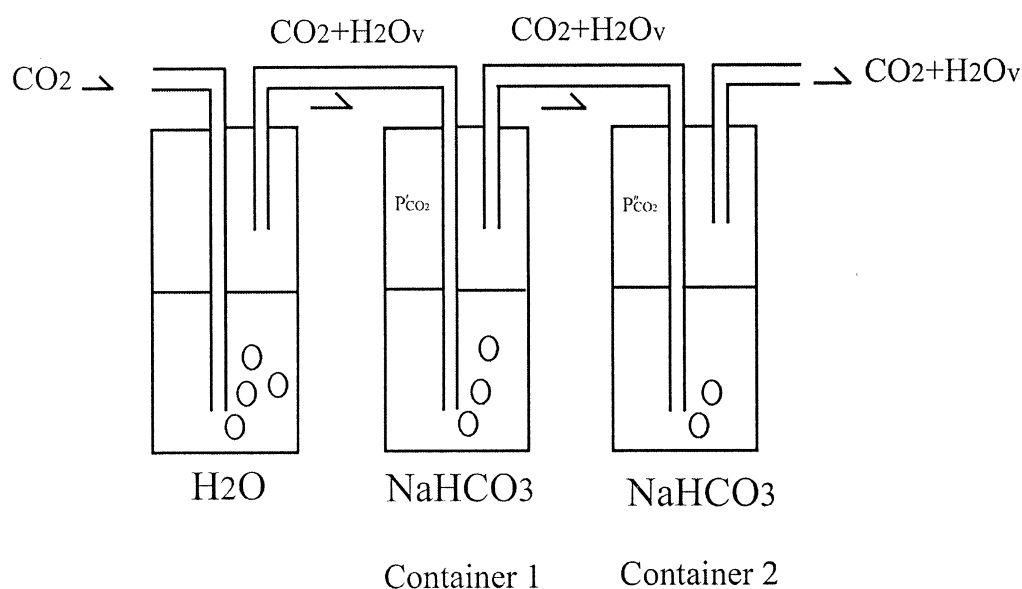 CO2+H2Ov CO2+H2Ov
CO2 CO2+H2Ov
P'CO2 P"CO2
H2O NaHCO3 NaHCO3
Container 1 Container 2